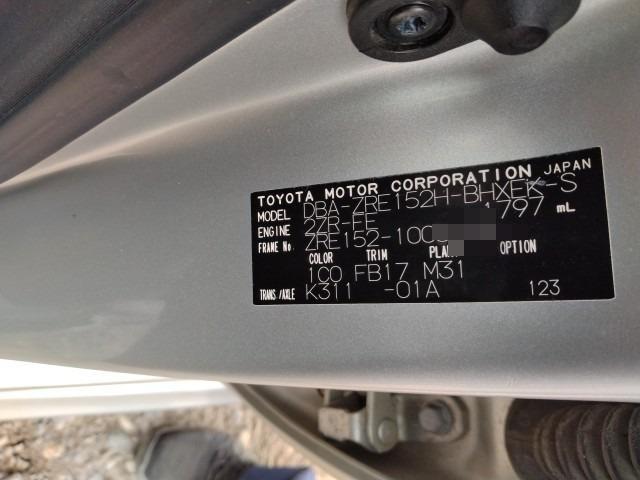 TOYOTA MOTOR CORPORATION JAPAN
MODEL DBA-ZRE152H-BHXEK-S
ENGINE 2ZR-FE 1,797 mL
FRAME No. ZRE152-100
COLOR TRIM PLANT OPTION
1C0 FB17 M31
TRANS./AXLE K311 -01A 123